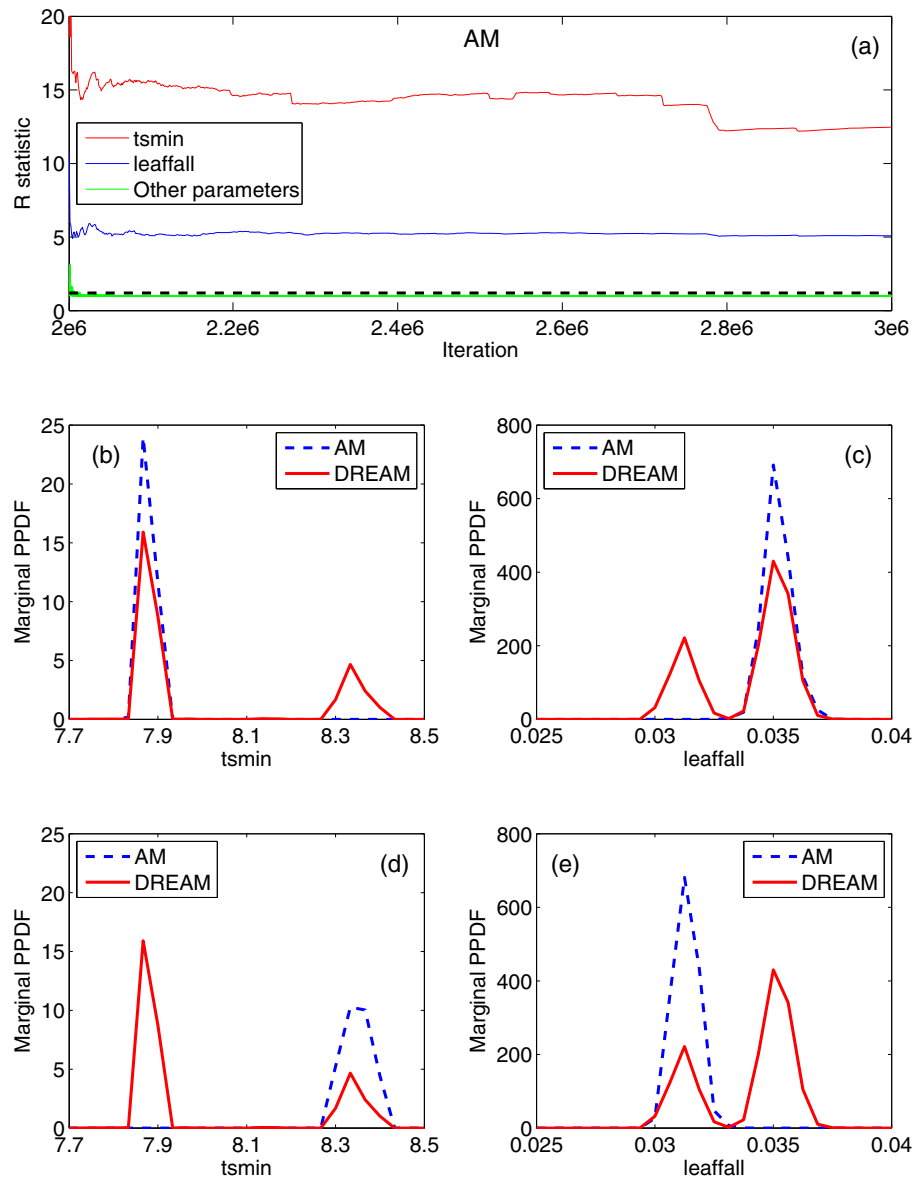 AM
(a)
R statistic
20
15
10
5
0
tsmin
leaffall
Other parameters
2e6
2.2e6
2.4e6
2.6e6
2.8e6
3e6
Iteration
(b)
Marginal PPDF
25
20
15
10
5
0
AM
DREAM
7.7
7.9
8.1
8.3
8.5
tsmin
(c)
Marginal PPDF
800
600
400
200
0
AM
DREAM
0.025
0.03
0.035
0.04
leaffall
(d)
Marginal PPDF
25
20
15
10
5
0
AM
DREAM
7.7
7.9
8.1
8.3
8.5
tsmin
(e)
Marginal PPDF
800
600
400
200
0
AM
DREAM
0.025
0.03
0.035
0.04
leaffall